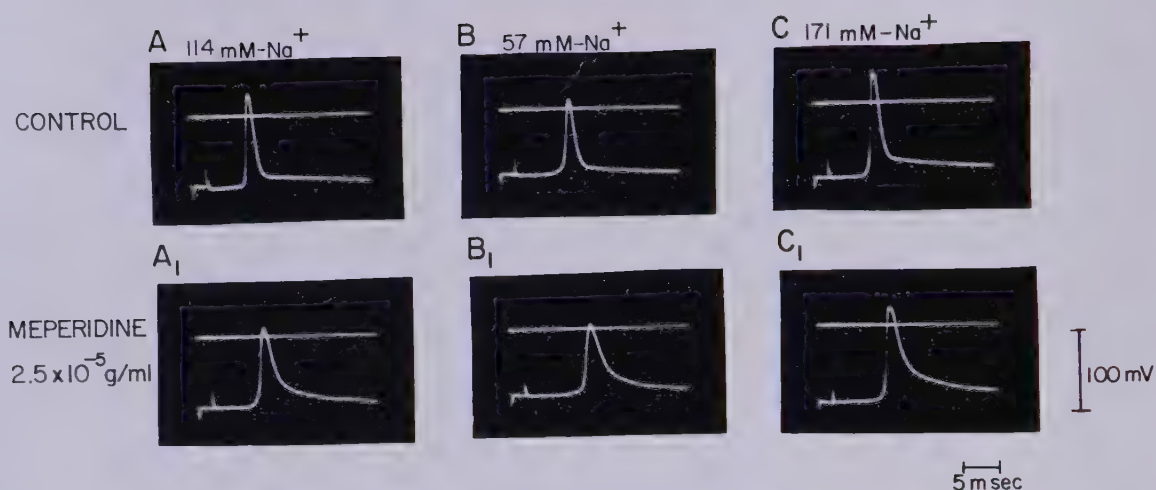 A 114 mM-Na⁺
B 57 mM-Na⁺
C 171 mM-Na⁺
CONTROL
A₁
B₁
C₁
MEPERIDINE
2.5 x 10⁻⁵ g/ml
100 mV
5 m sec